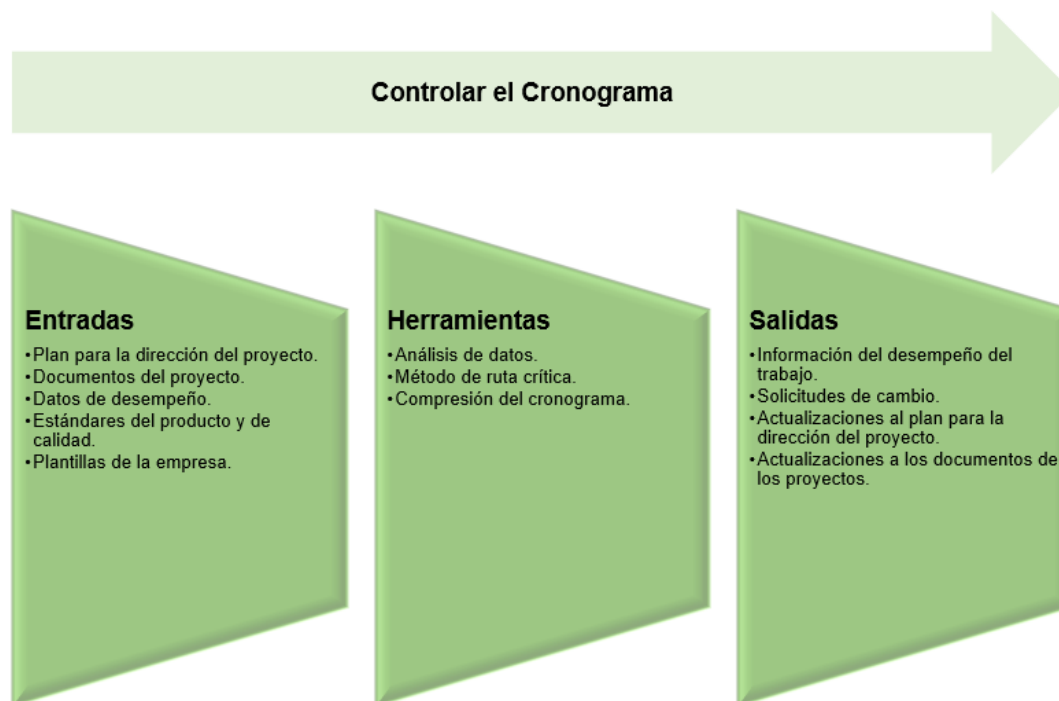 Controlar el Cronograma
Entradas
•Plan para la dirección del proyecto.
•Documentos del proyecto.
•Datos de desempeño.
•Estándares del producto y de
calidad.
•Plantillas de la empresa.
Herramientas
•Análisis de datos.
•Método de ruta crítica.
•Compresión del cronograma.
Salidas
•Información del desempeño del
trabajo.
•Solicitudes de cambio.
•Actualizaciones al plan para la
dirección del proyecto.
•Actualizaciones a los documentos de
los proyectos.